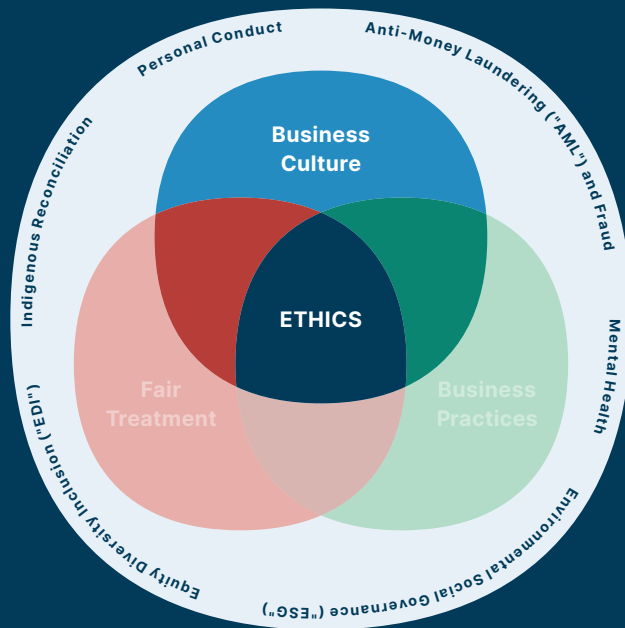 Personal Conduct
Anti-Money Laundering ("AML") and Fraud
Indigenous Reconciliation
Business
Culture
ETHICS
Mental Health
Fair
Treatment
Business
Practices
Equity Diversity Inclusion ("EDI")
Environmental Social Governance ("ESG")